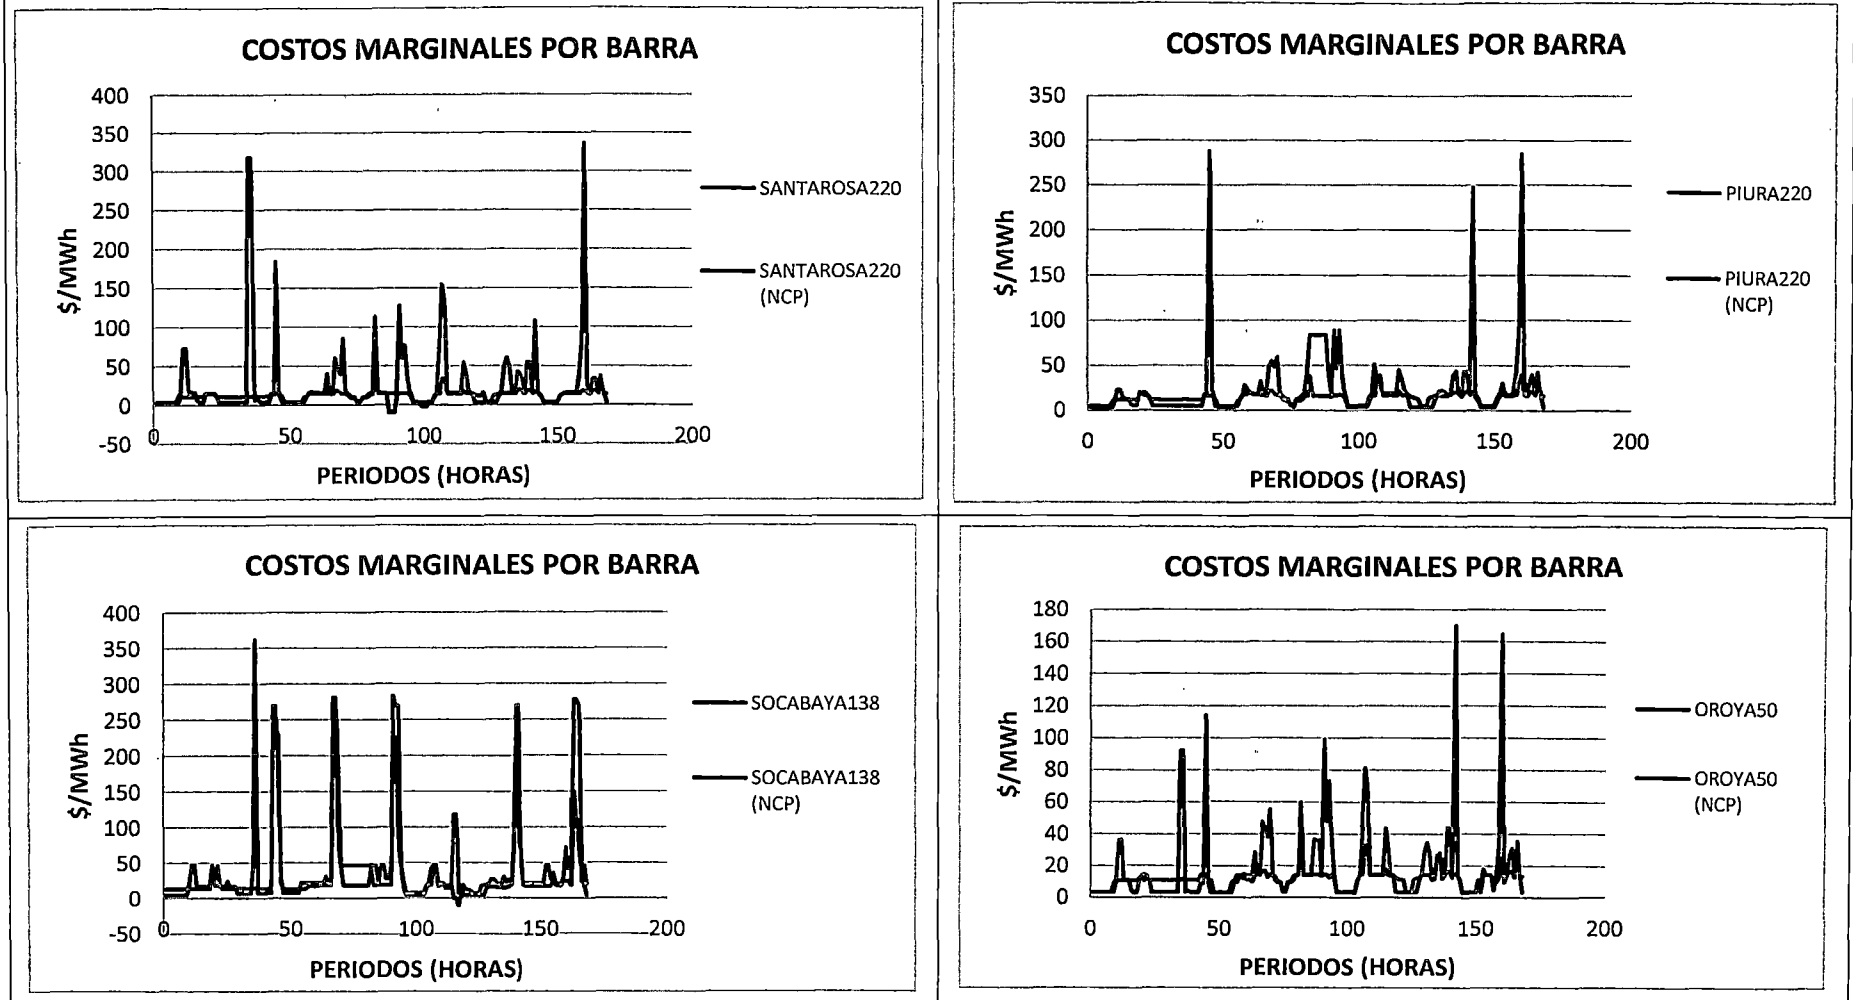 COSTOS MARGINALES POR BARRA
400
350
300
250
200
150
100
50
0
-50
$/MWh
0 50 100 150 200
PERIODOS (HORAS)
SANTAROSA220
SANTAROSA220
(NCP)
COSTOS MARGINALES POR BARRA
350
300
250
200
150
100
50
0
$/MWh
0 50 100 150 200
PERIODOS (HORAS)
PIURA220
PIURA220
(NCP)
COSTOS MARGINALES POR BARRA
400
350
300
250
200
150
100
50
0
-50
$/MWh
0 50 100 150 200
PERIODOS (HORAS)
SOCABAYA138
SOCABAYA138
(NCP)
COSTOS MARGINALES POR BARRA
180
160
140
120
100
80
60
40
20
0
$/MWh
0 50 100 150 200
PERIODOS (HORAS)
OROYA50
OROYA50
(NCP)